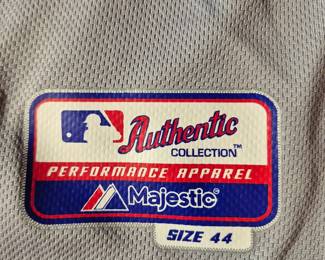 Authentic
COLLECTION™
PERFORMANCE APPAREL
Majestic®
SIZE 44